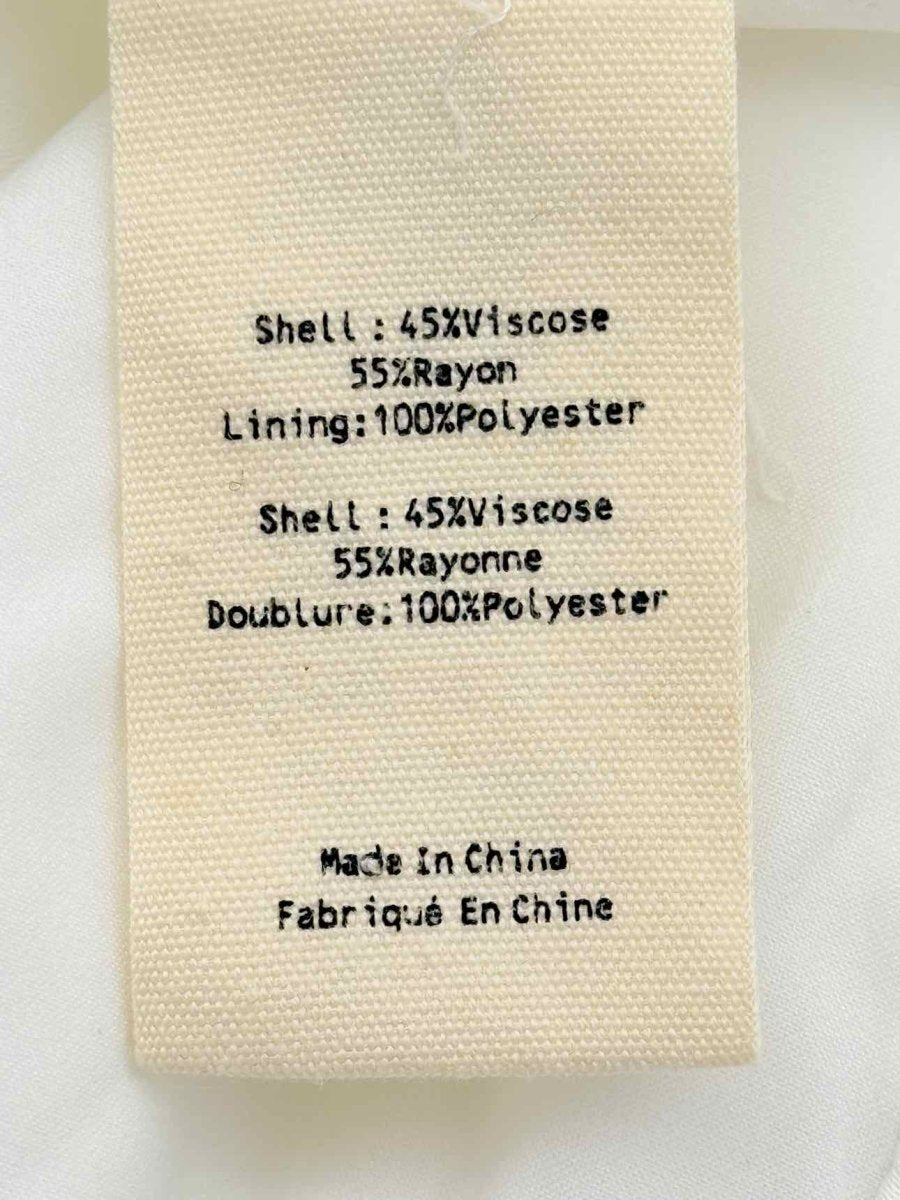 Shell : 45%Viscose
55%Rayon
Lining:100%Polyester
Shell : 45%Viscose
55%Rayonne
Doublure:100%Polyester
Made In China
Fabriqué En Chine